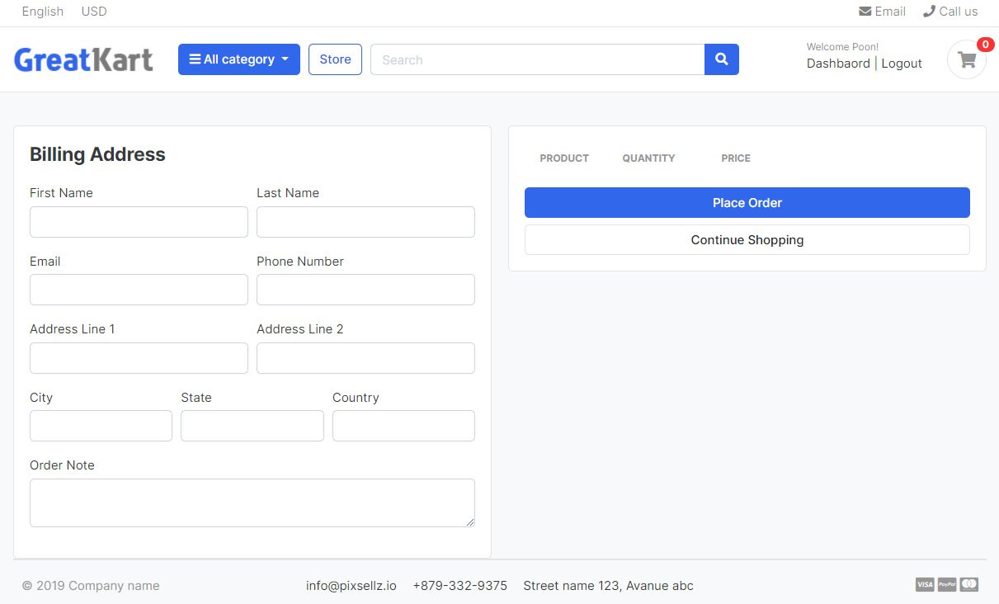 English USD Email Call us
GreatKart All category Store Search Welcome Poon! 0
Dashbaord | Logout
Billing Address
First Name Last Name
Email Phone Number
Address Line 1 Address Line 2
City State Country
Order Note
PRODUCT QUANTITY PRICE
Place Order
Continue Shopping
© 2019 Company name info@pixsellz.io +879-332-9375 Street name 123, Avanue abc VISA PayPal